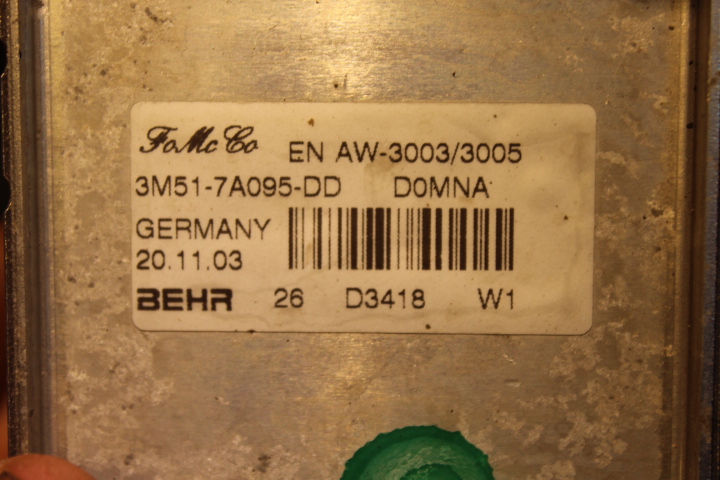 FoMoCo EN AW-3003/3005
3M51-7A095-DD D0MNA
GERMANY
20.11.03
BEHR 26 D3418 W1